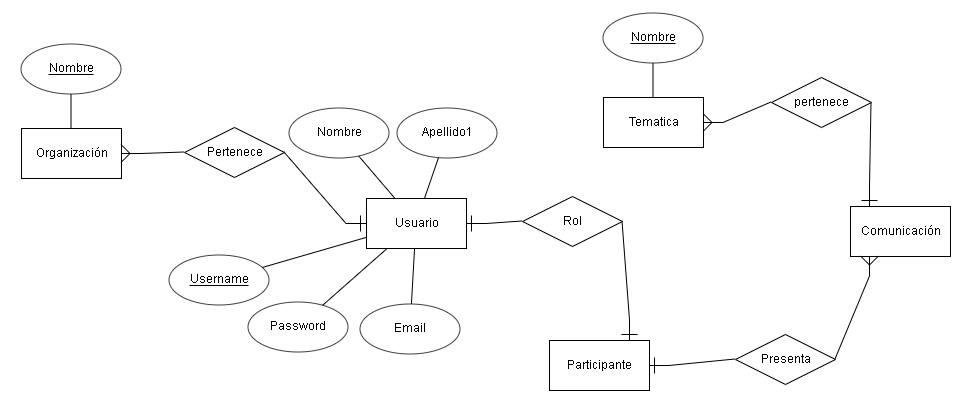 Nombre
Nombre
Tematica
pertenece
Organización
Pertenece
Nombre
Apellido1
Usuario
Rol
Comunicación
Username
Password
Email
Participante
Presenta